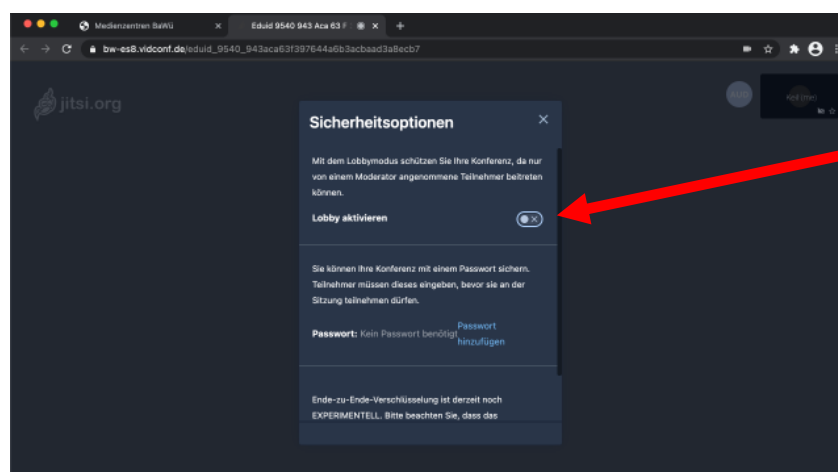 Medienzentren BaWü
Eduid 9540 943 Aca 63 F
bw-es8.vidconf.de/eduid_9540_943aca63f397644a6b3acbaad3a8ecb7
jitsi.org
Sicherheitsoptionen
Mit dem Lobbymodus schützen Sie Ihre Konferenz, da nur
von einem Moderator angenommene Teilnehmer beitreten
können.
Lobby aktivieren
Sie können Ihre Konferenz mit einem Passwort sichern.
Teilnehmer müssen dieses eingeben, bevor sie an der
Sitzung teilnehmen dürfen.
Passwort: Kein Passwort benötigt Passwort
hinzufügen
Ende-zu-Ende-Verschlüsselung ist derzeit noch
EXPERIMENTELL. Bitte beachten Sie, dass das